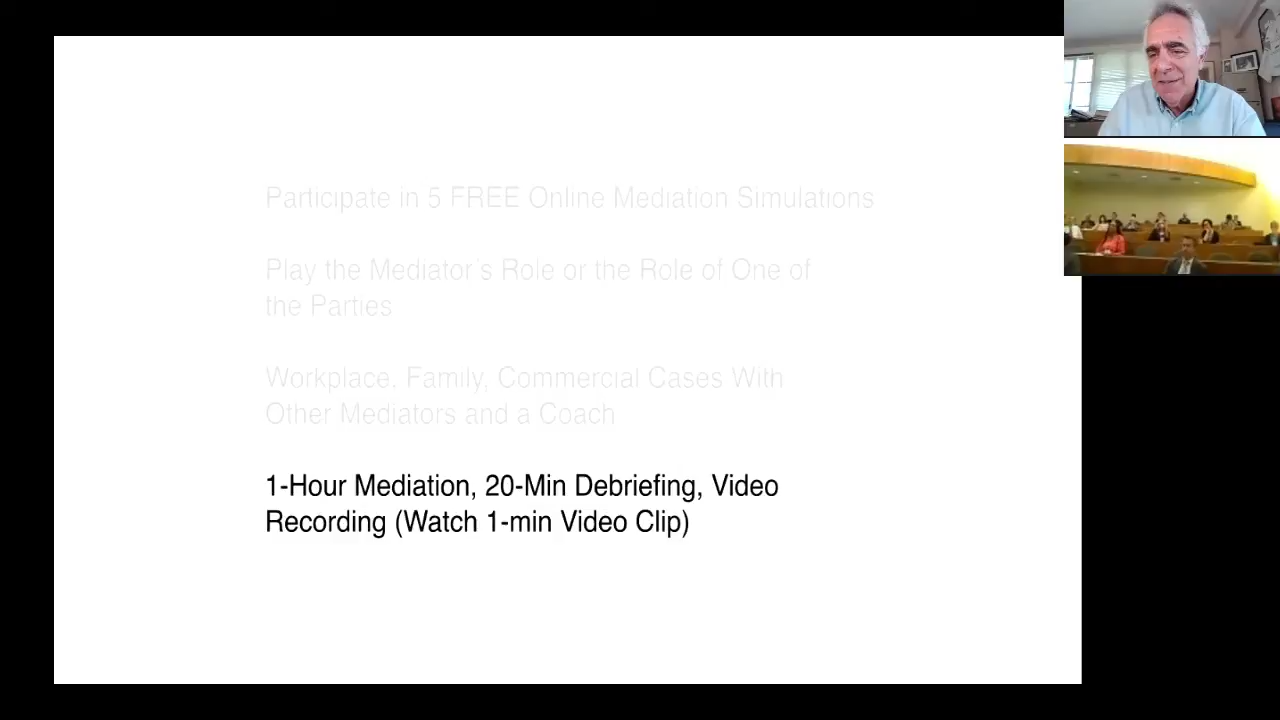 Participate in 5 FREE Online Mediation Simulations
Play the Mediator's Role or the Role of One of
the Parties
Workplace, Family, Commercial Cases With
Other Mediators and a Coach
1-Hour Mediation, 20-Min Debriefing, Video
Recording (Watch 1-min Video Clip)